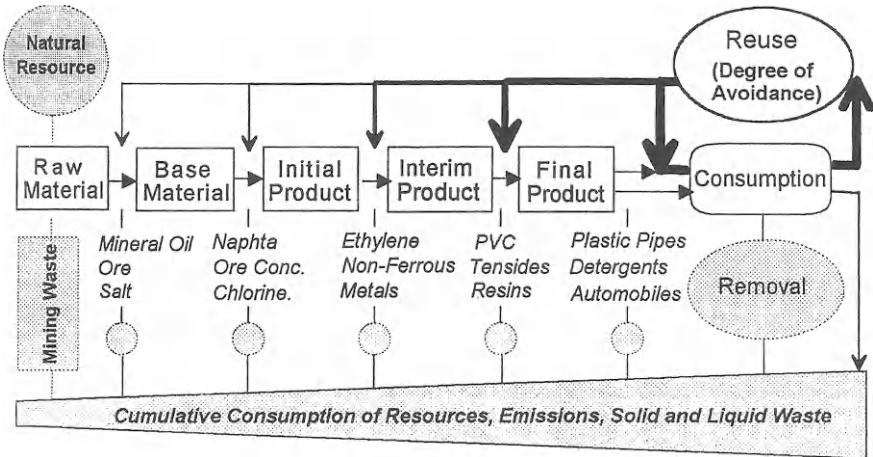 Natural
Resource
Reuse
(Degree of
Avoidance)
Raw
Material
Base
Material
Initial
Product
Interim
Product
Final
Product
Consumption
Mining Waste
Mineral Oil
Ore
Salt
Naphta
Ore Conc.
Chlorine.
Ethylene
Non-Ferrous
Metals
PVC
Tensides
Resins
Plastic Pipes
Detergents
Automobiles
Removal
Cumulative Consumption of Resources, Emissions, Solid and Liquid Waste